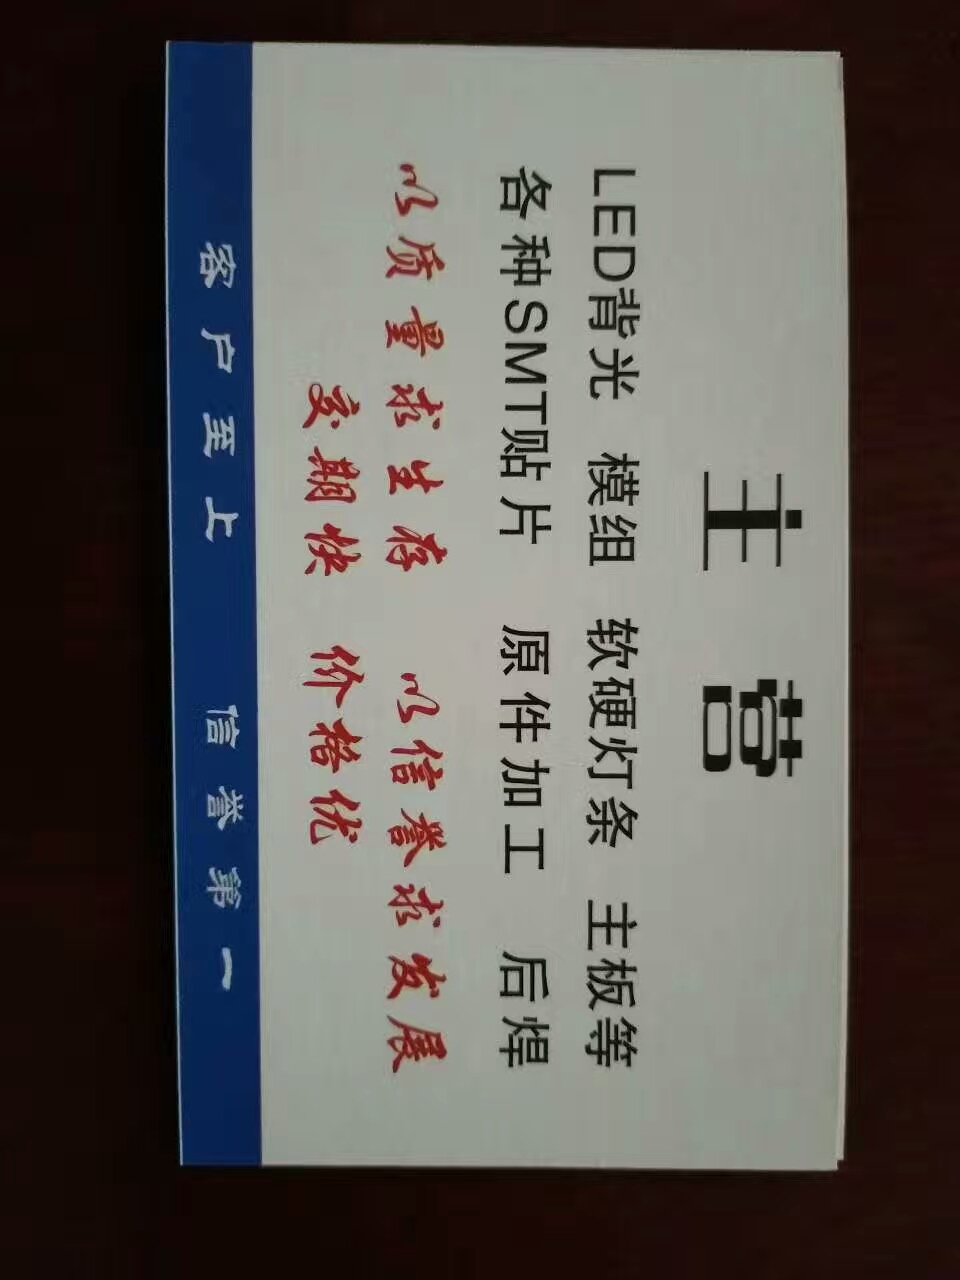 主营
LED背光 模组 软硬灯条 主板等
各种SMT贴片 原件加工 后焊
以质量求生存 以信誉求发展
交期快 价格优
客户至上 信誉第一